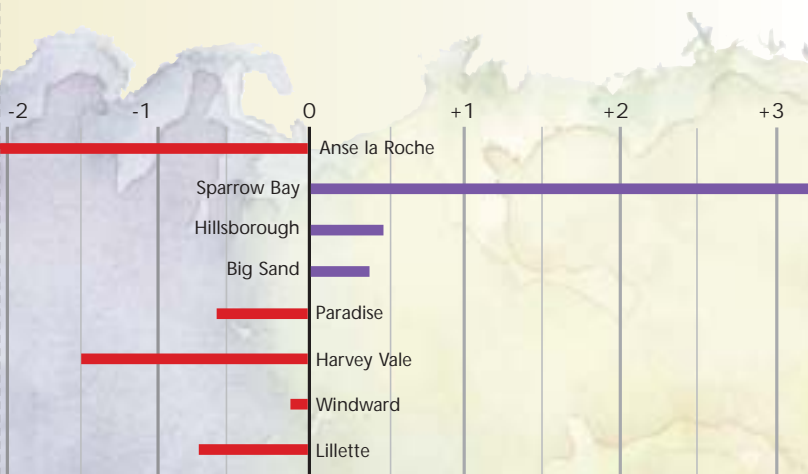 -2 -1 0 +1 +2 +3
Anse la Roche
Sparrow Bay
Hillsborough
Big Sand
Paradise
Harvey Vale
Windward
Lillette